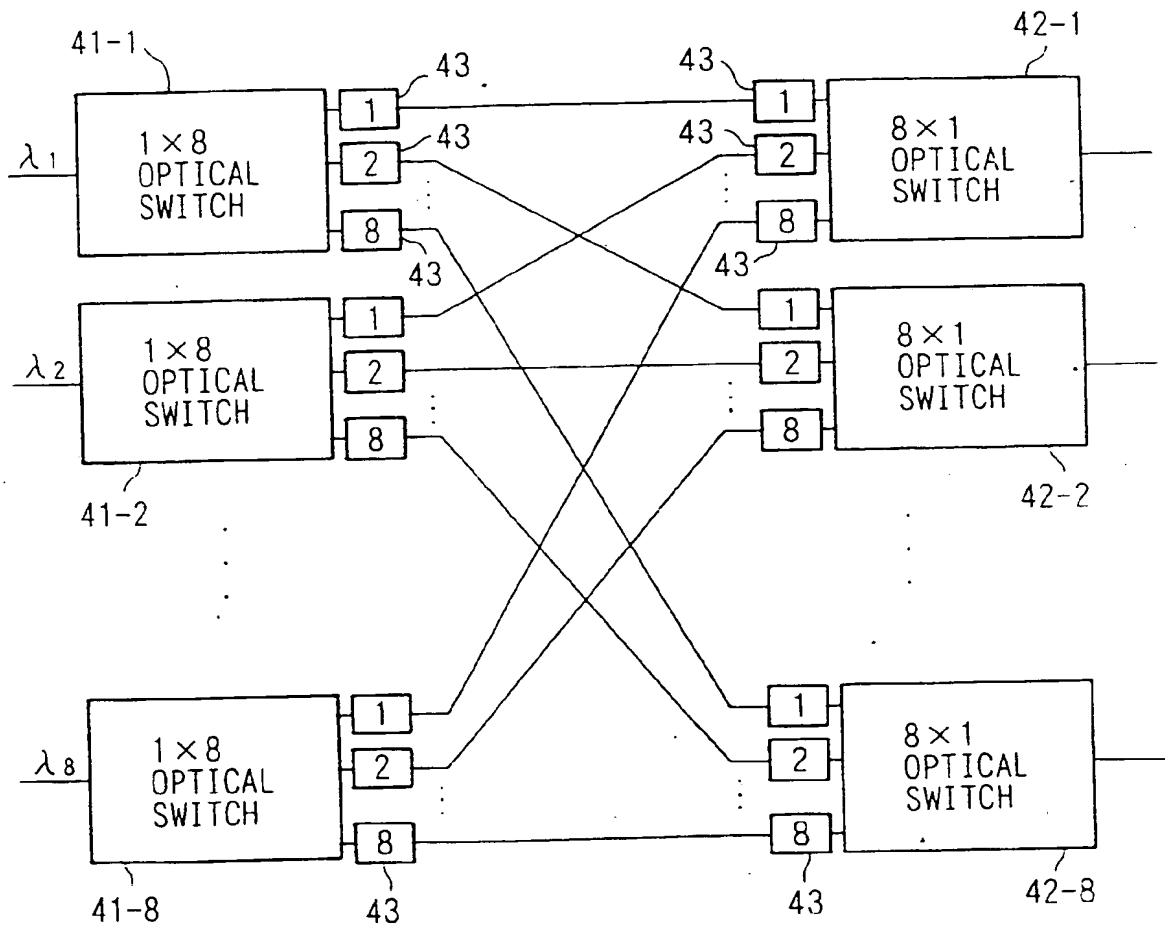 41-1
43
43
42-1
λ1
1×8
OPTICAL
SWITCH
1
43
2
8
43
1
43
2
8
43
8×1
OPTICAL
SWITCH
λ2
1×8
OPTICAL
SWITCH
1
2
8
1
2
8
8×1
OPTICAL
SWITCH
41-2
42-2
λ8
1×8
OPTICAL
SWITCH
1
2
8
1
2
8
8×1
OPTICAL
SWITCH
41-8
43
43
42-8